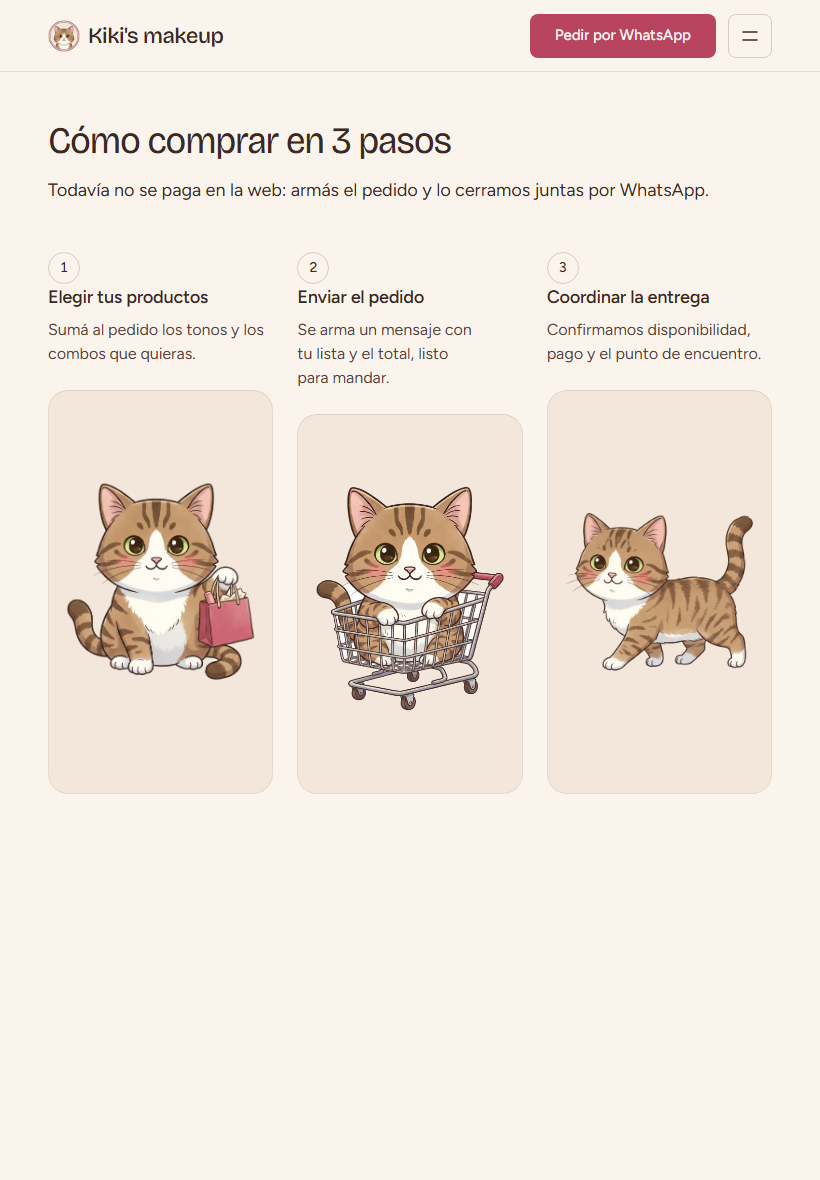 Kiki's makeup
Pedir por WhatsApp
Cómo comprar en 3 pasos
Todavía no se paga en la web: armás el pedido y lo cerramos juntas por WhatsApp.
1
Elegir tus productos
Sumá al pedido los tonos y los
combos que quieras.
2
Enviar el pedido
Se arma un mensaje con
tu lista y el total, listo
para mandar.
3
Coordinar la entrega
Confirmamos disponibilidad,
pago y el punto de encuentro.